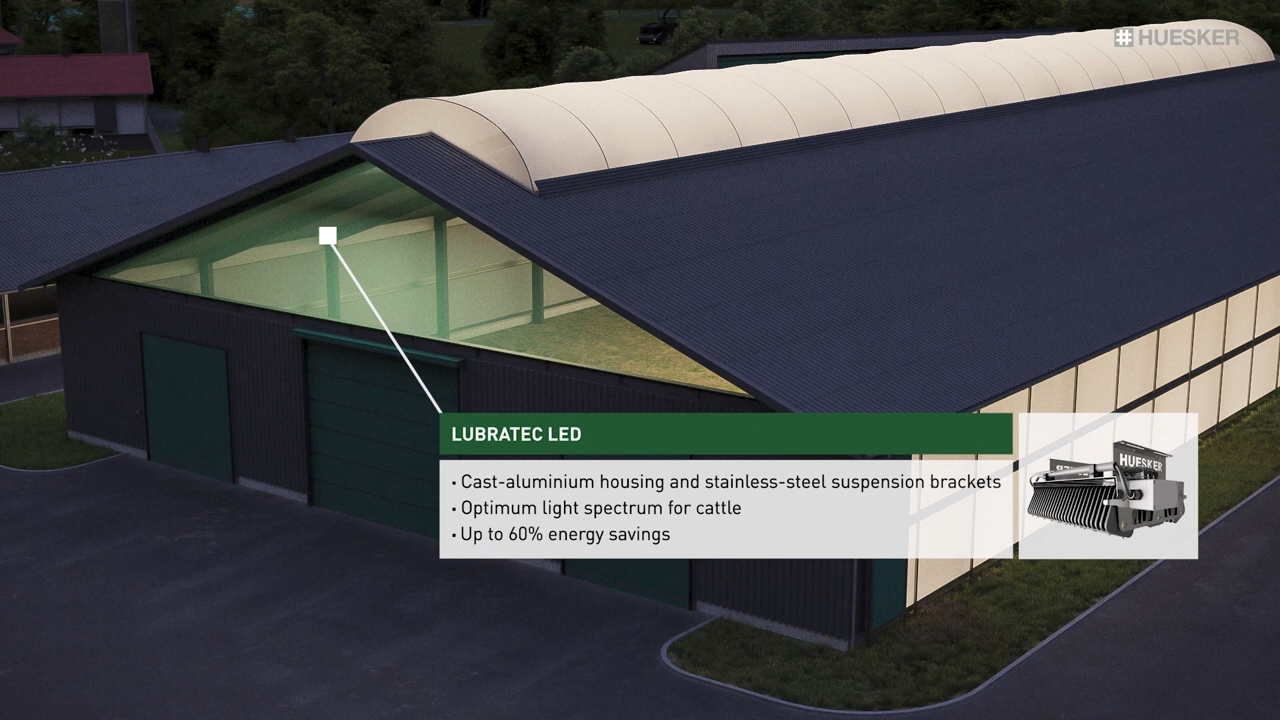 HUESKER
LUBRATEC LED
· Cast-aluminium housing and stainless-steel suspension brackets
· Optimum light spectrum for cattle
· Up to 60% energy savings
HUESKER